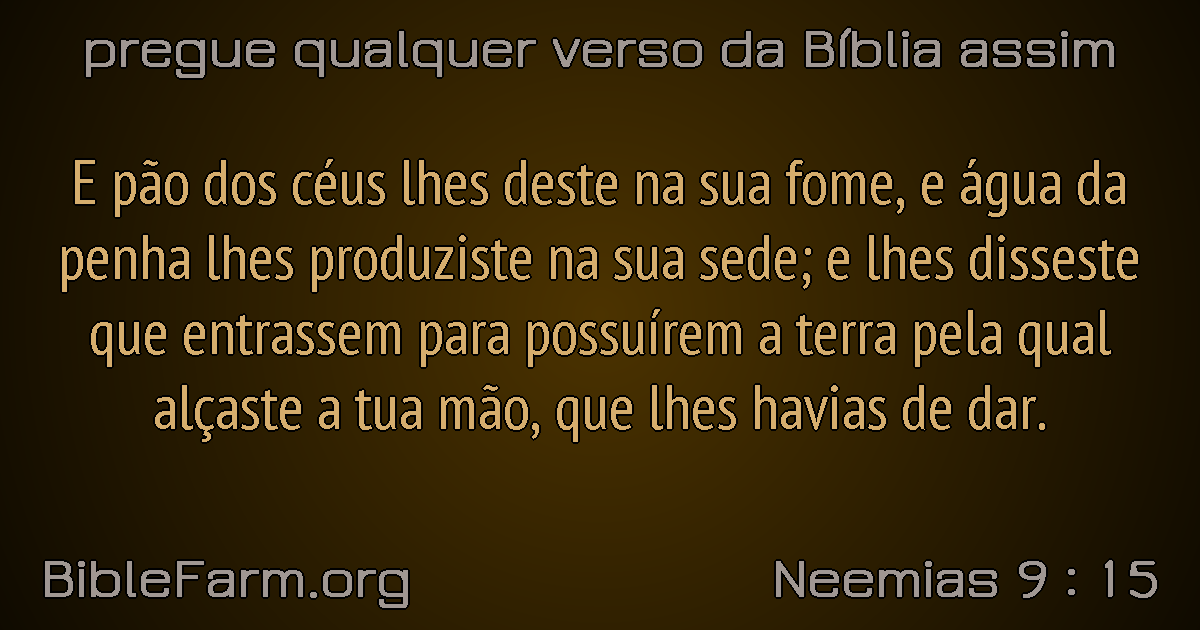 pregue qualquer verso da Bíblia assim
E pão dos céus lhes deste na sua fome, e água da
penha lhes produziste na sua sede; e lhes disseste
que entrassem para possuírem a terra pela qual
alçaste a tua mão, que lhes havias de dar.
BibleFarm.org
Neemias 9 : 15